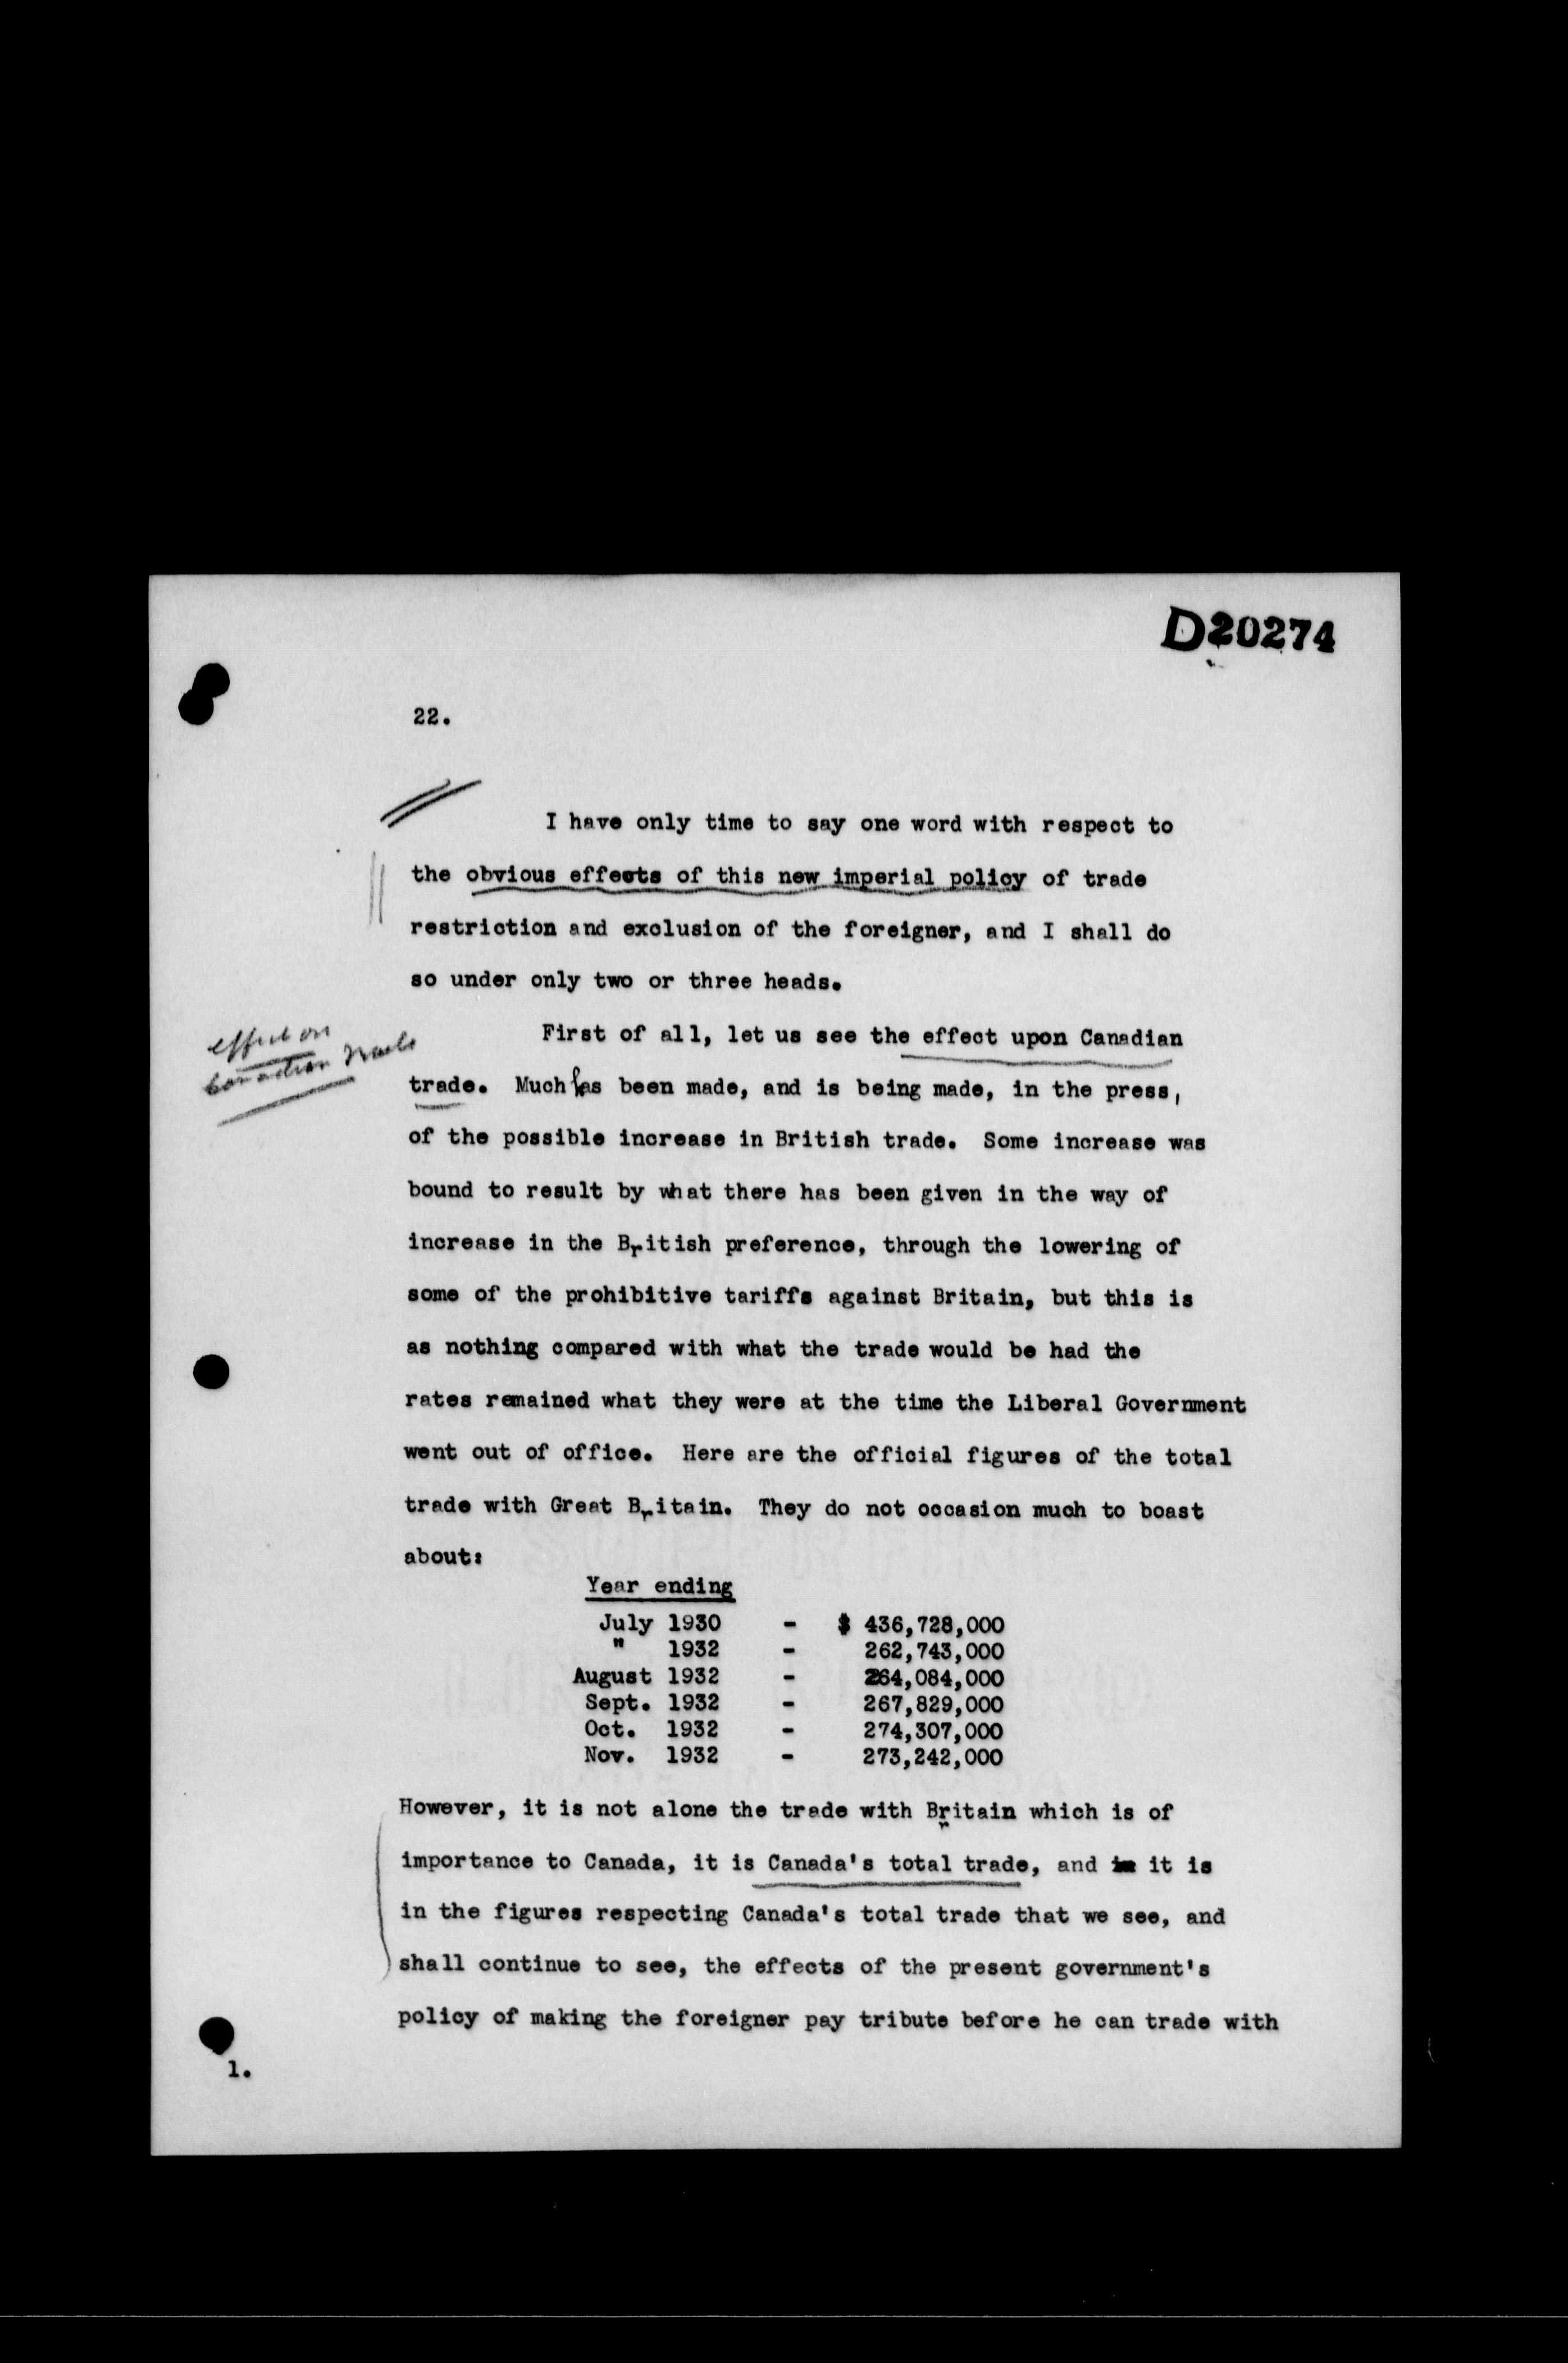 D20274
22.
I have only time to say one word with respect to
the obvious effects of this new imperial policy of trade
restriction and exclusion of the foreigner, and I shall do
so under only two or three heads.
effect on
Canadian trade
First of all, let us see the effect upon Canadian
trade. Much has been made, and is being made, in the press,
of the possible increase in British trade. Some increase was
bound to result by what there has been given in the way of
increase in the British preference, through the lowering of
some of the prohibitive tariffs against Britain, but this is
as nothing compared with what the trade would be had the
rates remained what they were at the time the Liberal Government
went out of office. Here are the official figures of the total
trade with Great Britain. They do not occasion much to boast
about:
Year ending
July 1930 - $ 436,728,000
" 1932 - 262,743,000
August 1932 - 264,084,000
Sept. 1932 - 267,829,000
Oct. 1932 - 274,307,000
Nov. 1932 - 273,242,000
However, it is not alone the trade with Britain which is of
importance to Canada, it is Canada's total trade, and it is
in the figures respecting Canada's total trade that we see, and
shall continue to see, the effects of the present government's
policy of making the foreigner pay tribute before he can trade with
1.